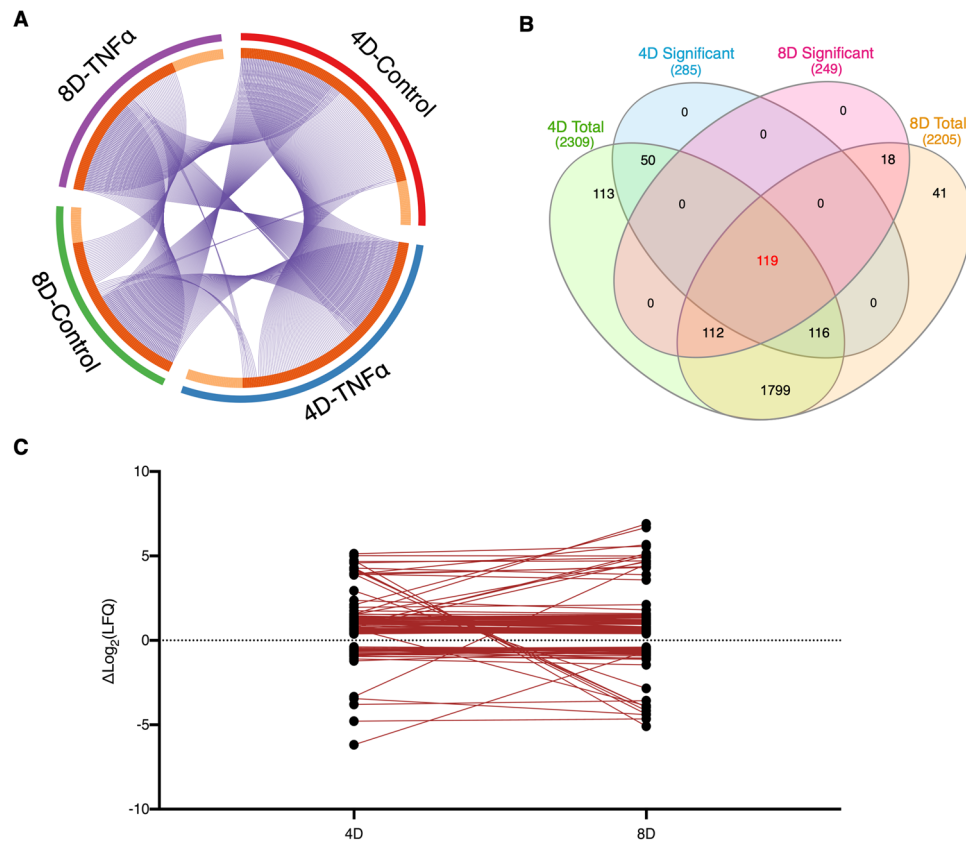 A
8D-TNFα
4D-Control
8D-Control
4D-TNFα
B
4D Significant
(285)
8D Significant
(249)
4D Total
(2309)
8D Total
(2205)
0
0
0
50
18
113
41
0
0
119
0
0
112
116
1799
C
10
5
0
-5
-10
ΔLog2(LFQ)
4D
8D